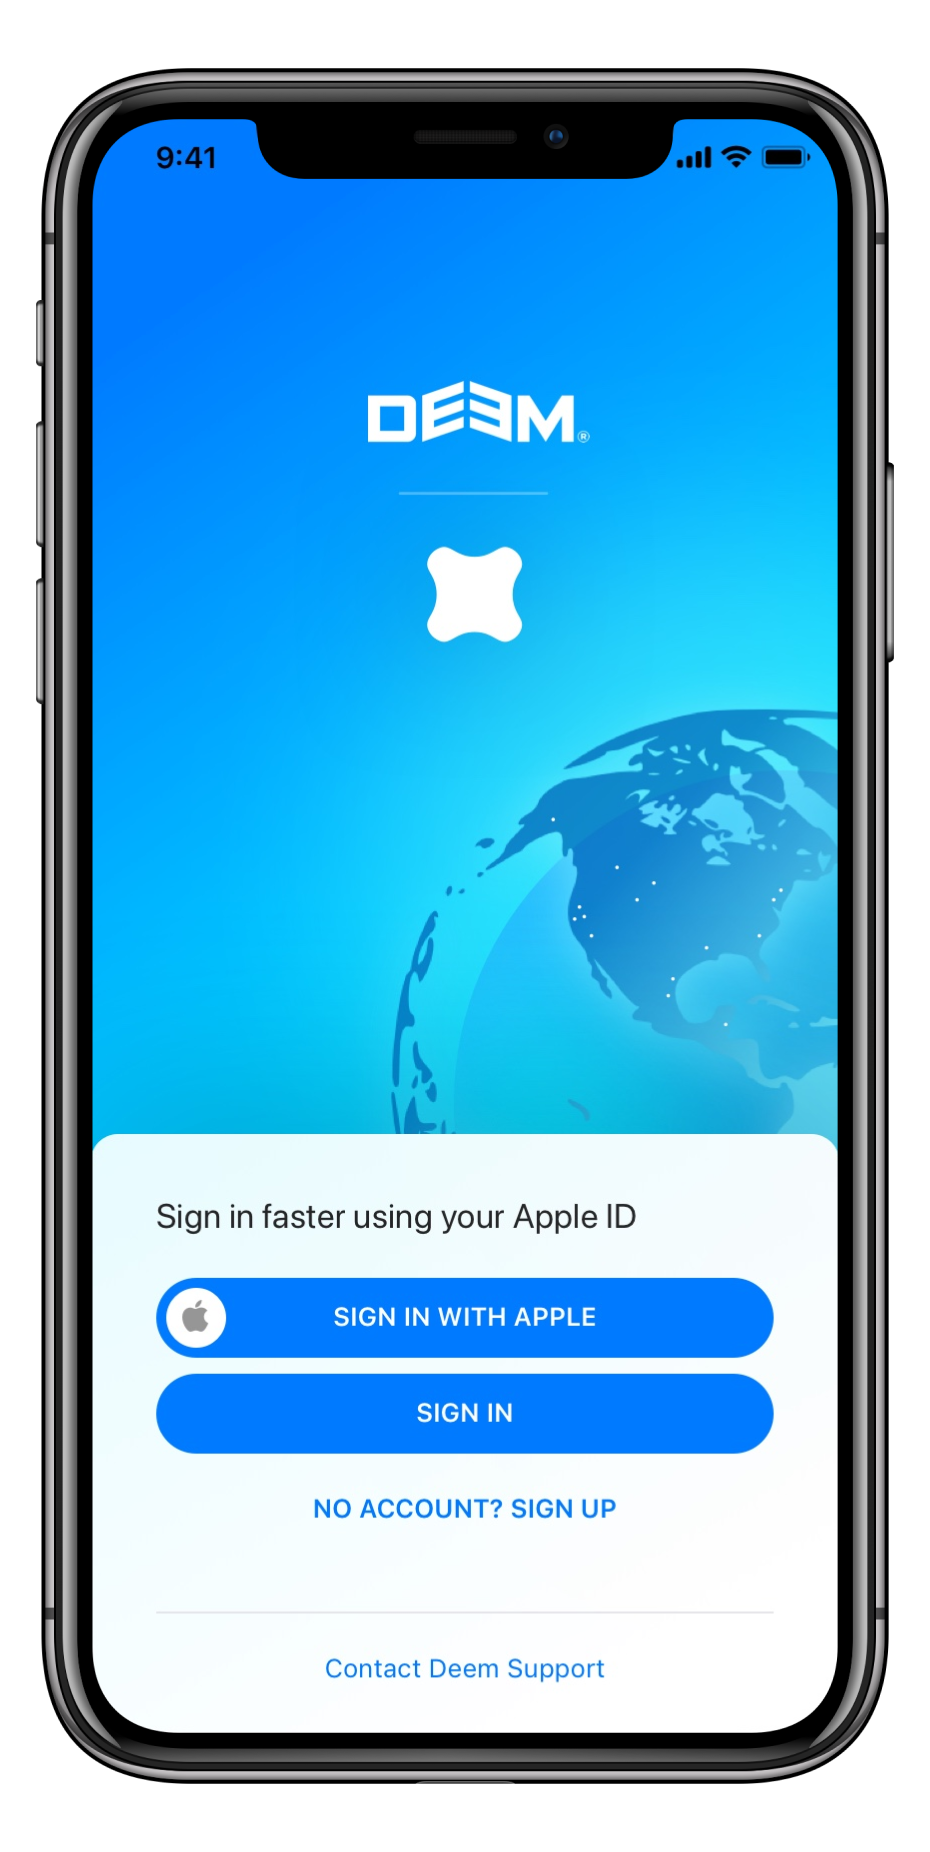 9:41
DEEM®
Sign in faster using your Apple ID
SIGN IN WITH APPLE
SIGN IN
NO ACCOUNT? SIGN UP
Contact Deem Support